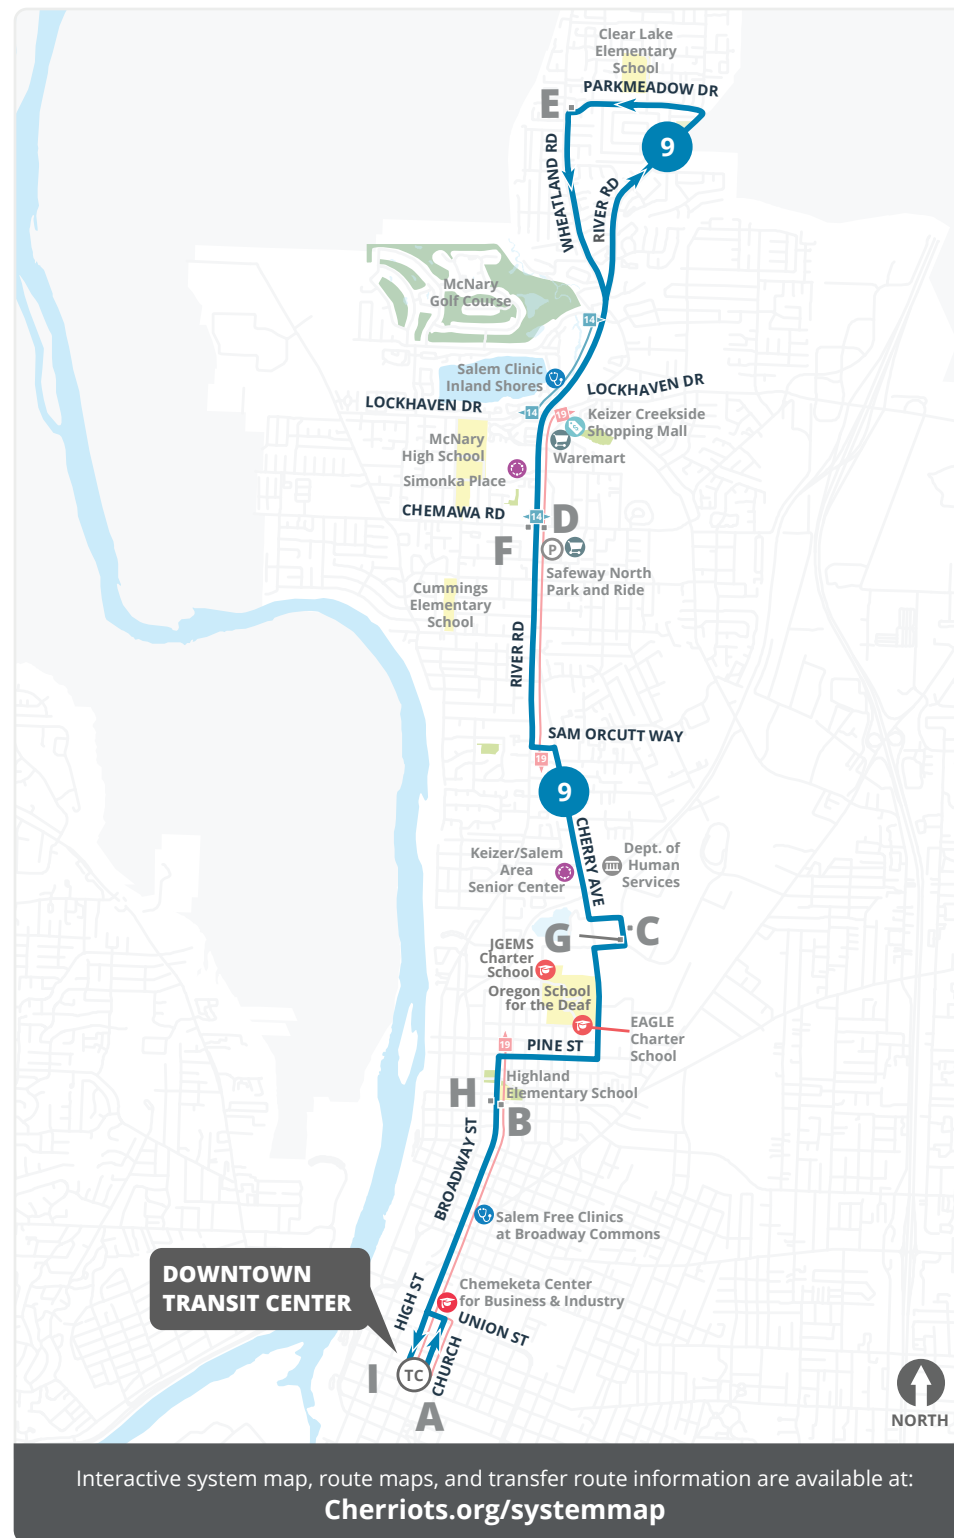 Clear Lake
Elementary
School
PARKMEADOW DR
E
9
WHEATLAND RD
RIVER RD
McNary
Golf Course
14
Salem Clinic
Inland Shores
LOCKHAVEN DR
LOCKHAVEN DR
14
19
Keizer Creekside
Shopping Mall
McNary
High School
Waremart
Simonka Place
CHEMAWA RD
14
D
F
P
Safeway North
Park and Ride
Cummings
Elementary
School
RIVER RD
SAM ORCUTT WAY
19
9
CHERRY AVE
Keizer/Salem
Area
Senior Center
Dept. of
Human
Services
G
C
JGEMS
Charter
School
Oregon School
for the Deaf
EAGLE
Charter
School
19
PINE ST
Highland
Elementary School
H
B
BROADWAY ST
Salem Free Clinics
at Broadway Commons
DOWNTOWN
TRANSIT CENTER
HIGH ST
Chemeketa Center
for Business & Industry
UNION ST
CHURCH
I
TC
A
NORTH
Interactive system map, route maps, and transfer route information are available at:
Cherriots.org/systemmap